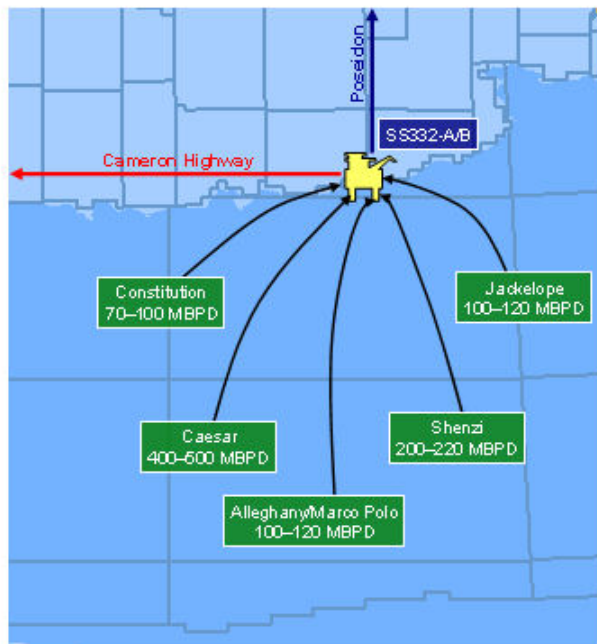 Poseidon
SS332-A/B
Cameron Highway
Constitution
70–100 MBPD
Jackelope
100–120 MBPD
Caesar
400–500 MBPD
Shenzi
200–220 MBPD
Alleghany/Marco Polo
100–120 MBPD